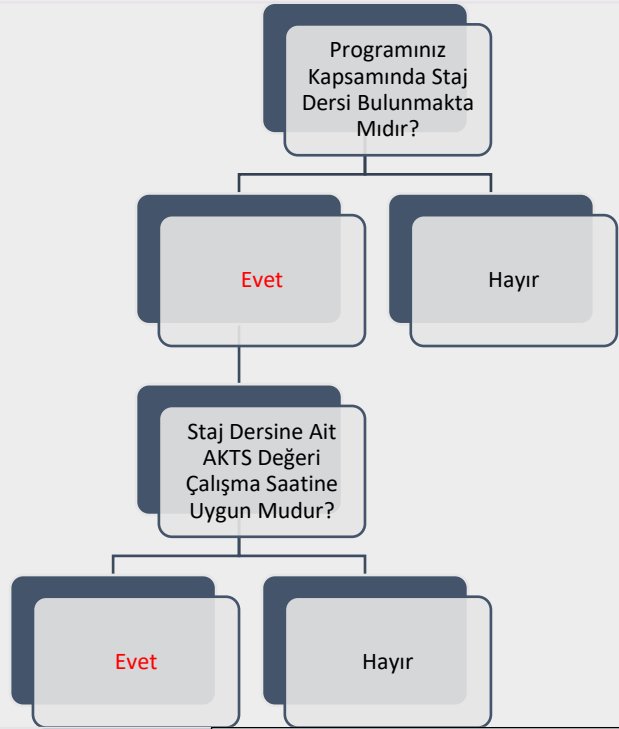 Programınız
Kapsamında Staj
Dersi Bulunmakta
Mıdır?
Evet
Hayır
Staj Dersine Ait
AKTS Değeri
Çalışma Saatine
Uygun Mudur?
Evet
Hayır